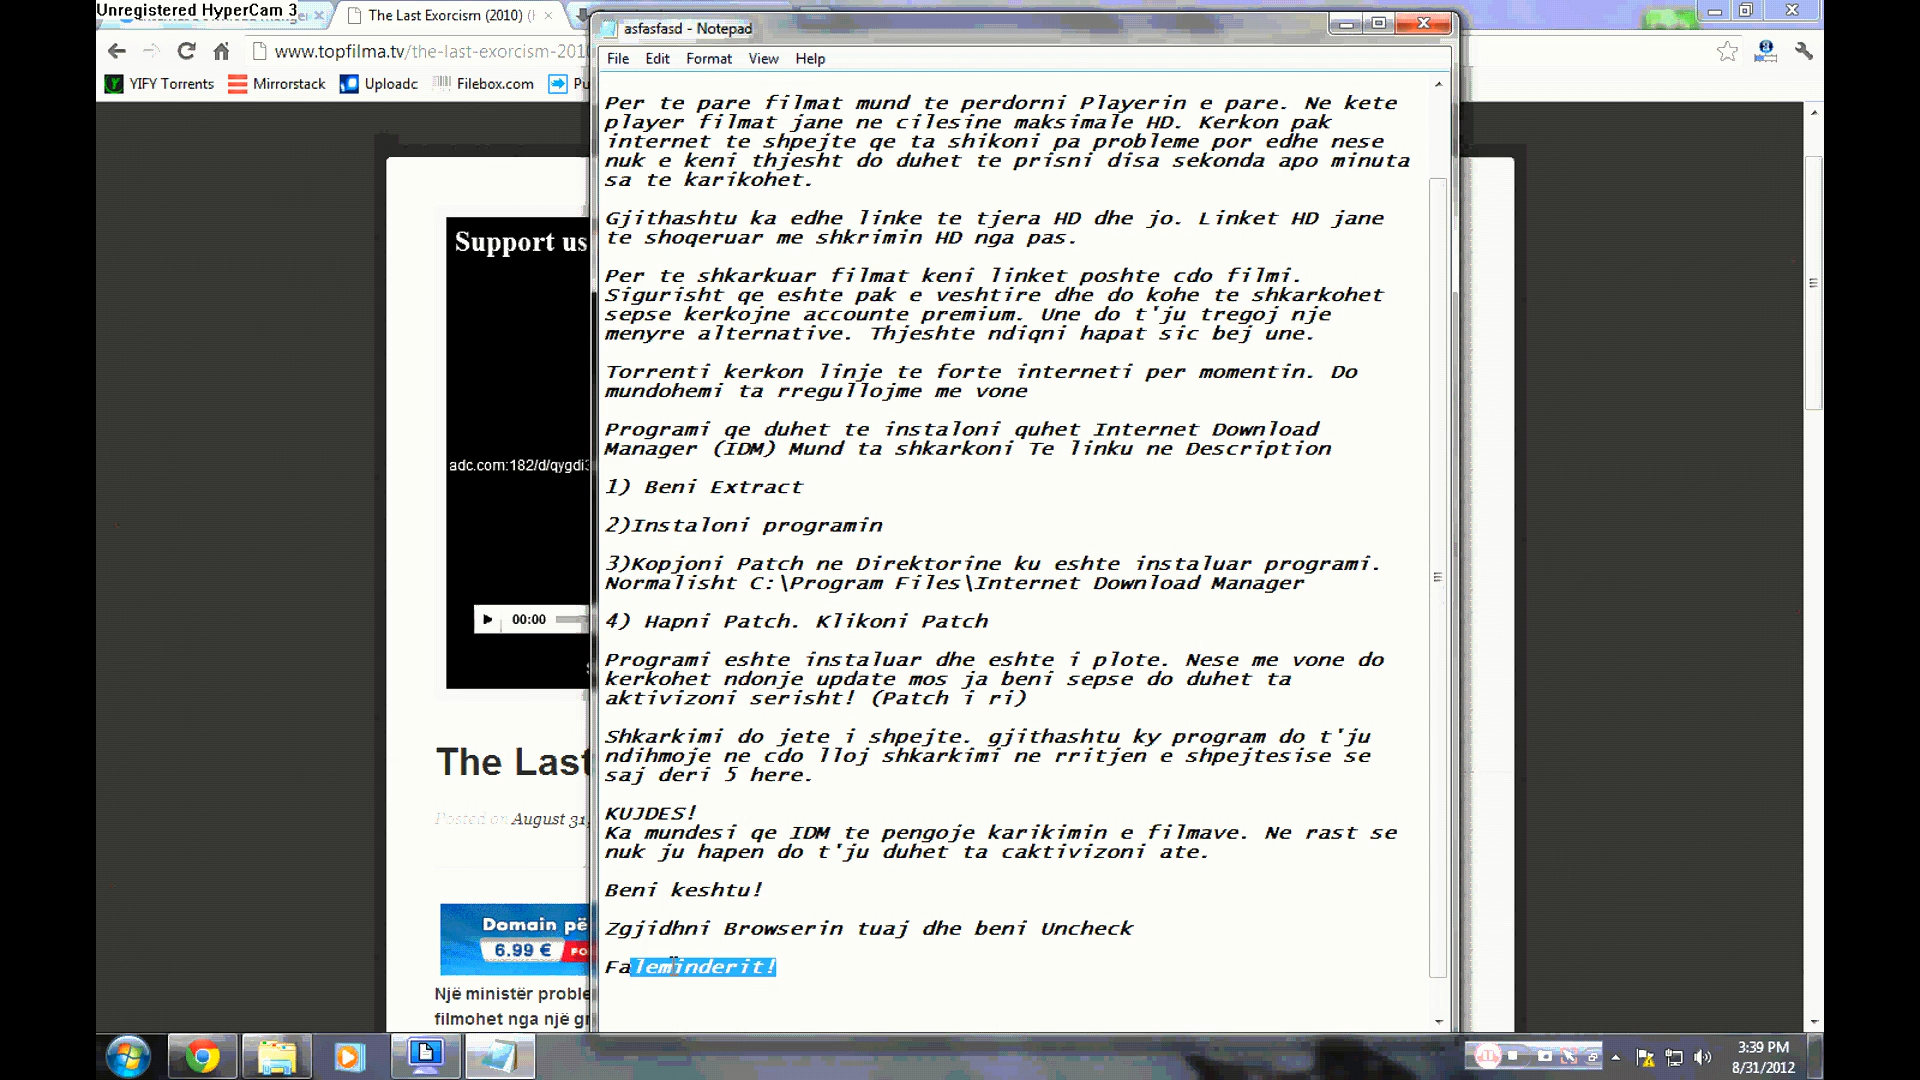 Unregistered HyperCam 3
The Last Exorcism (2010) (
asfasfasd - Notepad
www.topfilma.tv/the-last-exorcism-201
File Edit Format View Help
YIFY Torrents Mirrorstack Uploadc Filebox.com Pu
Per te pare filmat mund te perdorni Playerin e pare. Ne kete
player filmat jane ne cilesine maksimale HD. Kerkon pak
internet te shpejte qe ta shikoni pa probleme por edhe nese
nuk e keni thjesht do duhet te prisni disa sekonda apo minuta
sa te karikohet.
Gjithashtu ka edhe linke te tjera HD dhe jo. Linket HD jane
te shoqeruar me shkrimin HD nga pas.
Per te shkarkuar filmat keni linket poshte cdo filmi.
Sigurisht qe eshte pak e veshtire dhe do kohe te shkarkohet
sepse kerkojne accounte premium. Une do t'ju tregoj nje
menyre alternative. Thjeshte ndiqni hapat sic bej une.
Torrenti kerkon linje te forte interneti per momentin. Do
mundohemi ta rregullojme me vone
Programi qe duhet te instaloni quhet Internet Download
Manager (IDM) Mund ta shkarkoni Te linku ne Description
1) Beni Extract
2)Instaloni programin
3)Kopjoni Patch ne Direktorine ku eshte instaluar programi.
Normalisht C:\Program Files\Internet Download Manager
4) Hapni Patch. Klikoni Patch
Programi eshte instaluar dhe eshte i plote. Nese me vone do
kerkohet ndonje update mos ja beni sepse do duhet ta
aktivizoni serisht! (Patch i ri)
Shkarkimi do jete i shpejte. gjithashtu ky program do t'ju
ndihmoje ne cdo lloj shkarkimi ne rritjen e shpejtesise se
saj deri 5 here.
KUJDES!
Ka mundesi qe IDM te pengoje karikimin e filmave. Ne rast se
nuk ju hapen do t'ju duhet ta caktivizoni ate.
Beni keshtu!
Zgjidhni Browserin tuaj dhe beni Uncheck
Faleminderit!
Support us
adc.com:182/d/qygdi3
00:00
The Last
Posted on August 31,
Domain pë
6.99 €
Një ministër proble
filmohet nga një gr
3:39 PM
8/31/2012